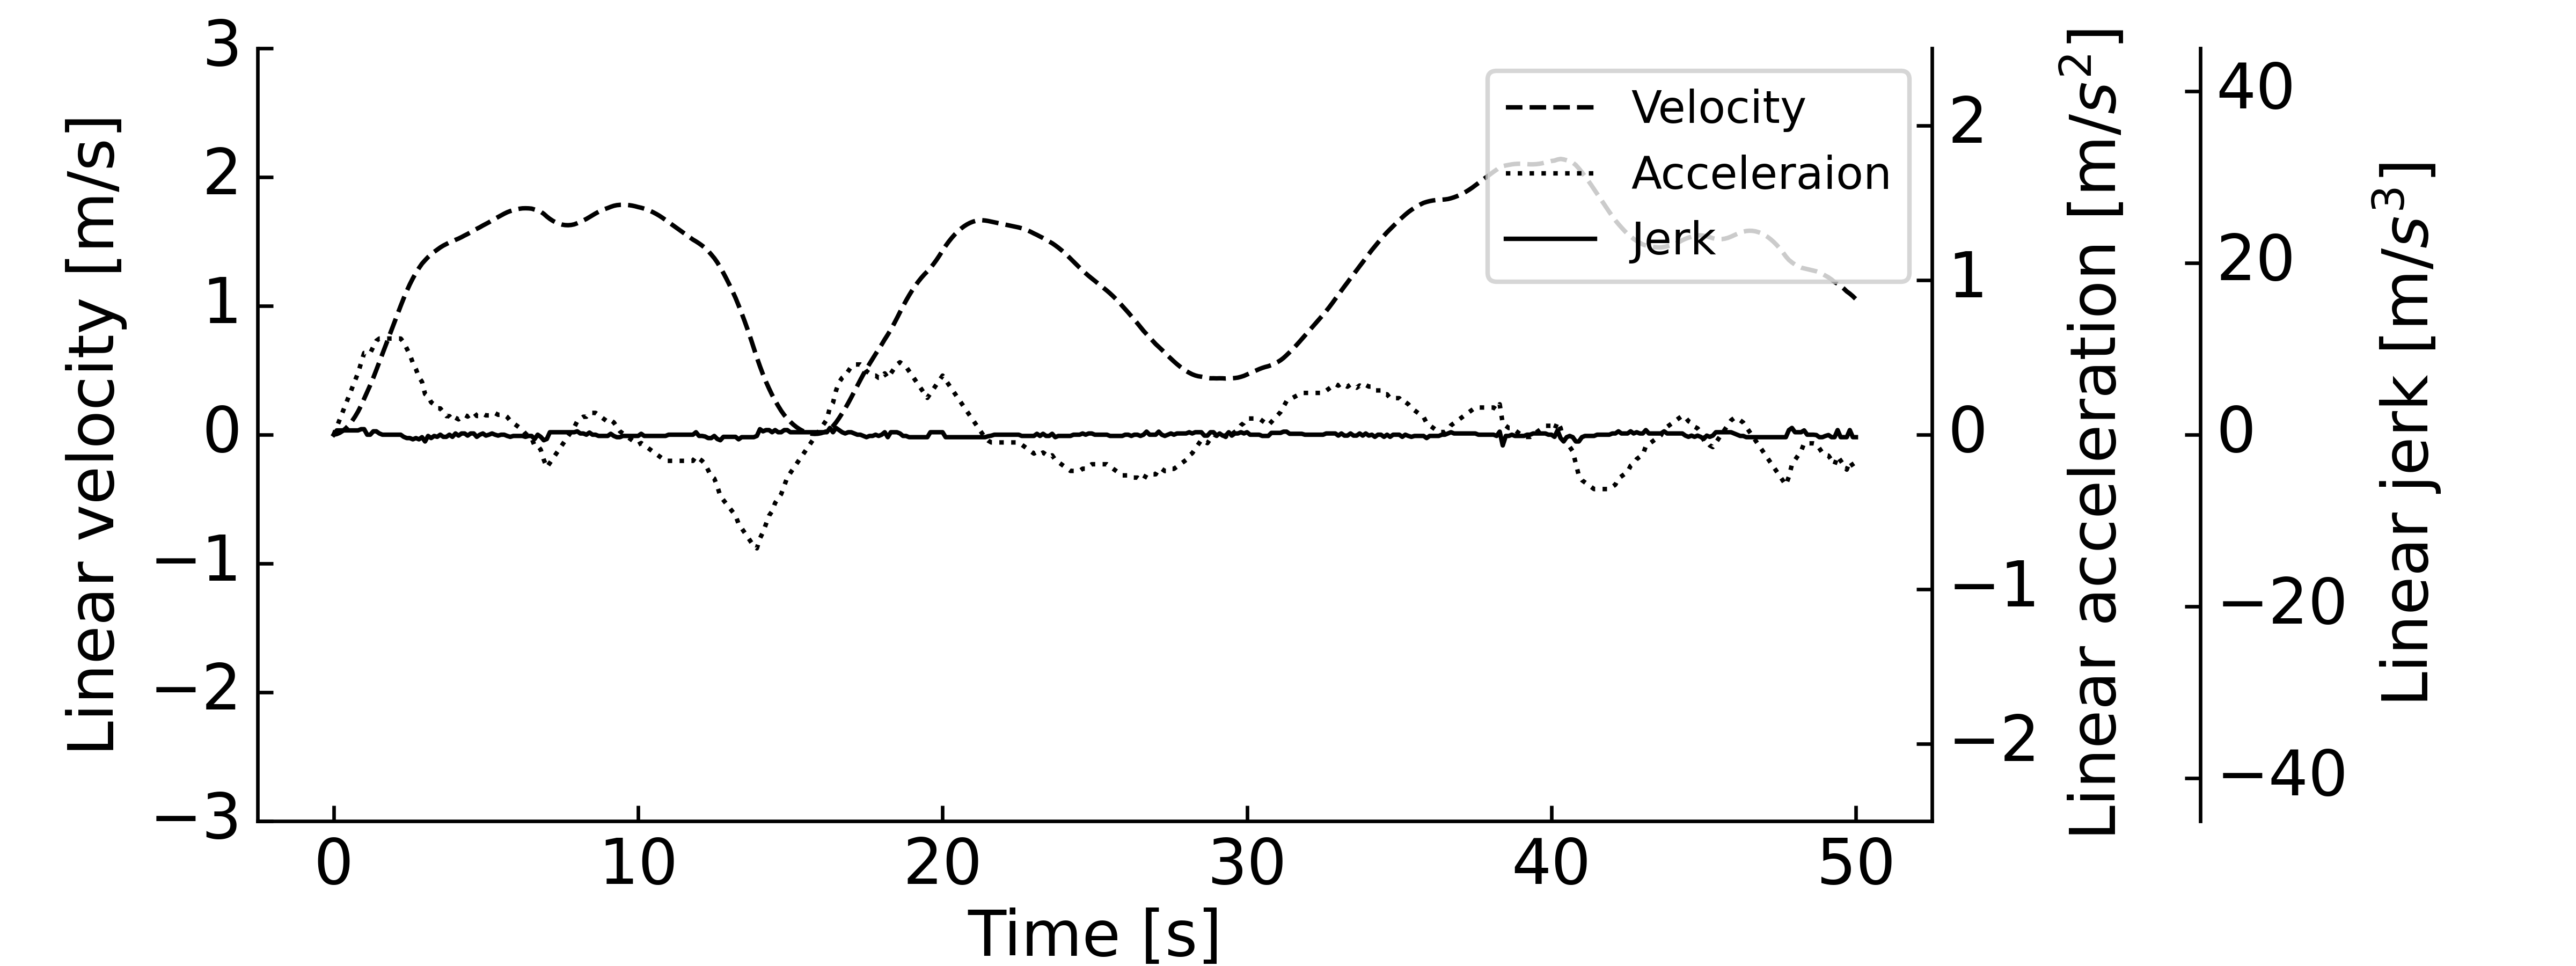 Linear velocity [m/s]
3
2
1
0
−1
−2
−3
0 10 20 30 40 50
Time [s]
Velocity
Acceleraion
Jerk
2
1
0
−1
−2
Linear acceleration [m/s²]
40
20
0
−20
−40
Linear jerk [m/s³]